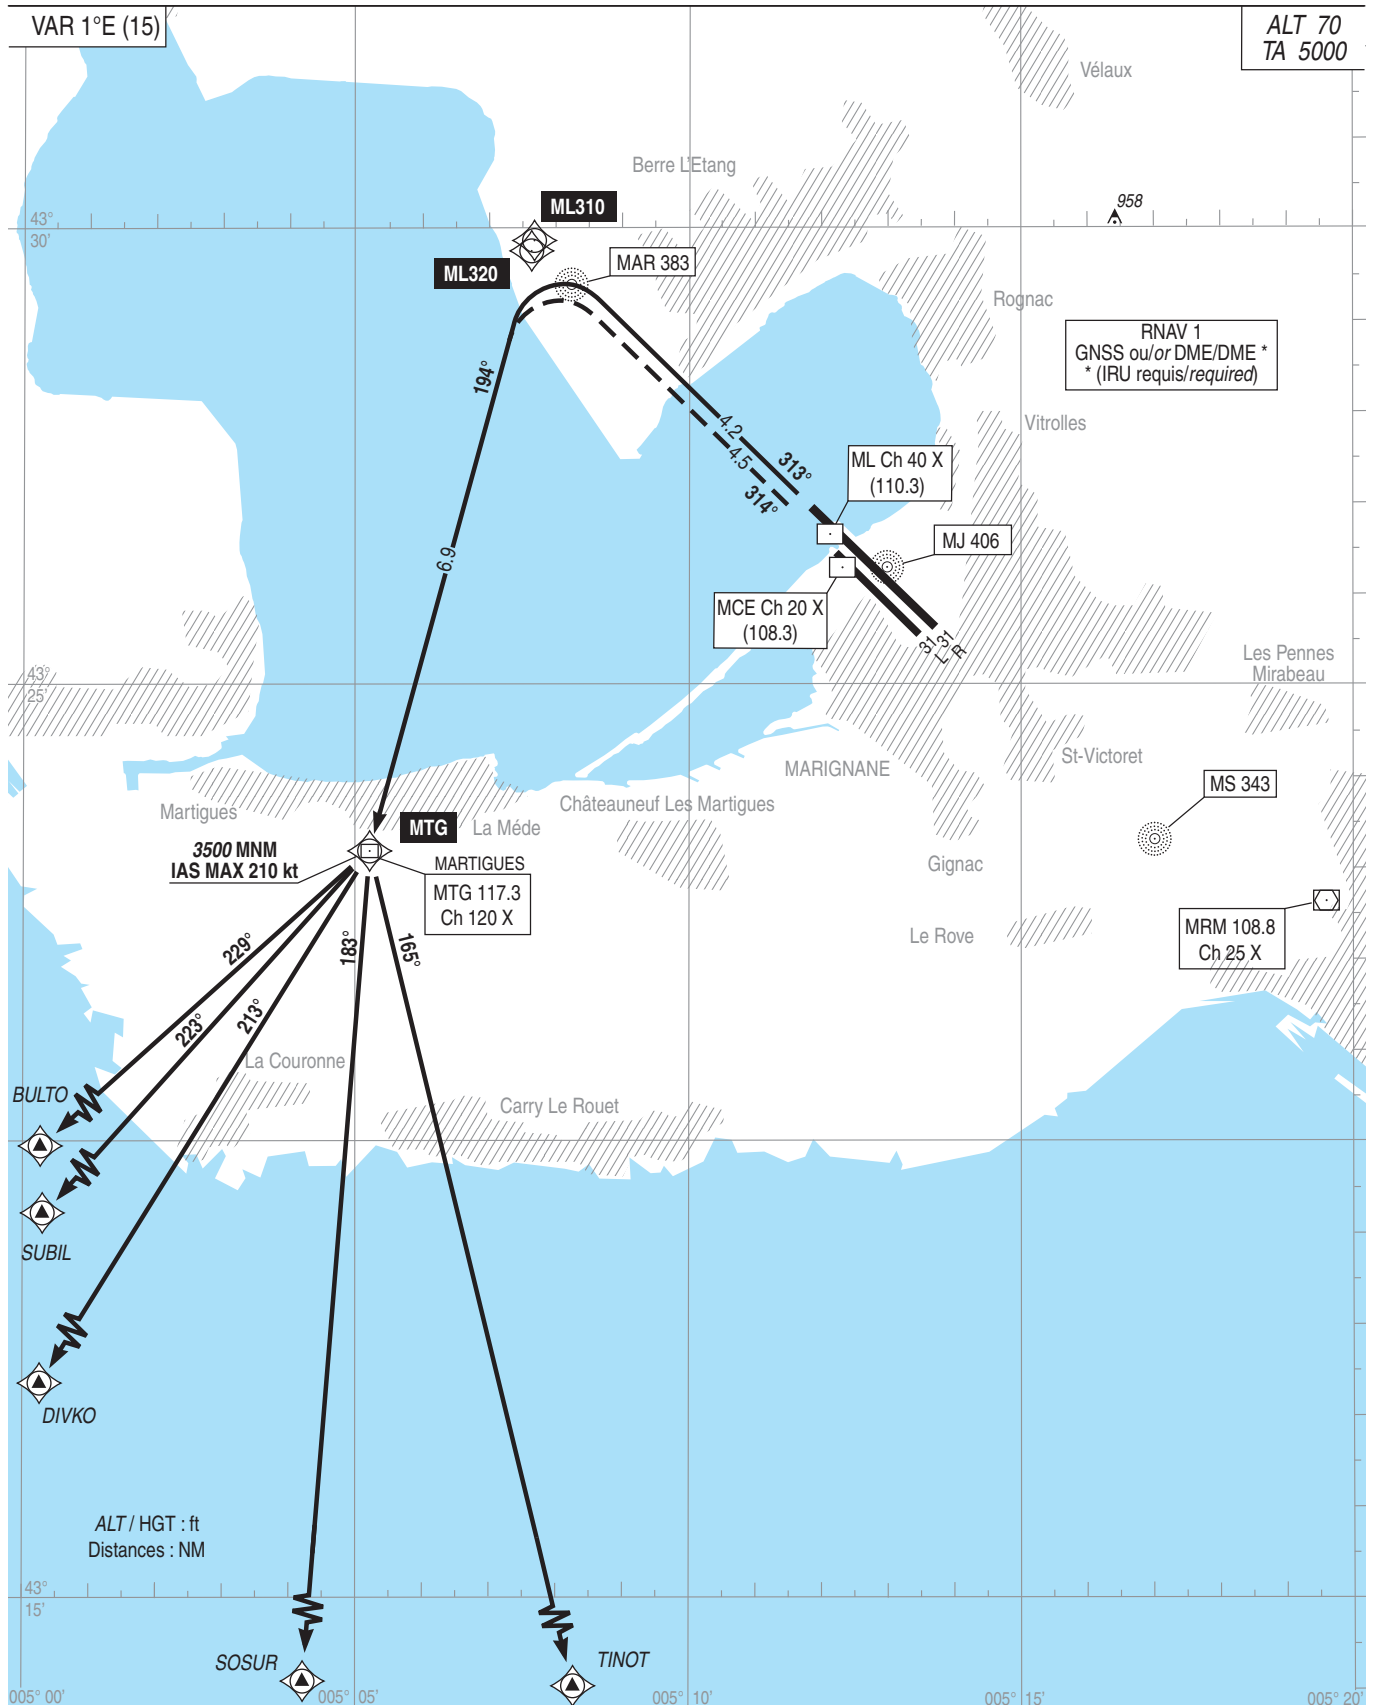 VAR 1°E (15)
ALT 70
TA 5000
Vélaux
Berre L'Etang
958
ML310
43°
30'
ML320
MAR 383
Rognac
RNAV 1
GNSS ou/or DME/DME *
* (IRU requis/required)
194°
Vitrolles
4.2
4.5
313°
314°
ML Ch 40 X
(110.3)
MJ 406
6.9
MCE Ch 20 X
(108.3)
31
L
31
R
Les Pennes
Mirabeau
43°
25'
St-Victoret
MARIGNANE
MS 343
Martigues
Châteauneuf Les Martigues
MTG
La Méde
3500 MNM
IAS MAX 210 kt
MARTIGUES
MTG 117.3
Ch 120 X
Gignac
MRM 108.8
Ch 25 X
Le Rove
229°
183°
165°
223°
213°
La Couronne
BULTO
Carry Le Rouet
SUBIL
DIVKO
ALT / HGT : ft
Distances : NM
43°
15'
SOSUR
TINOT
005° 00'
005° 05'
005° 10'
005° 15'
005° 20'